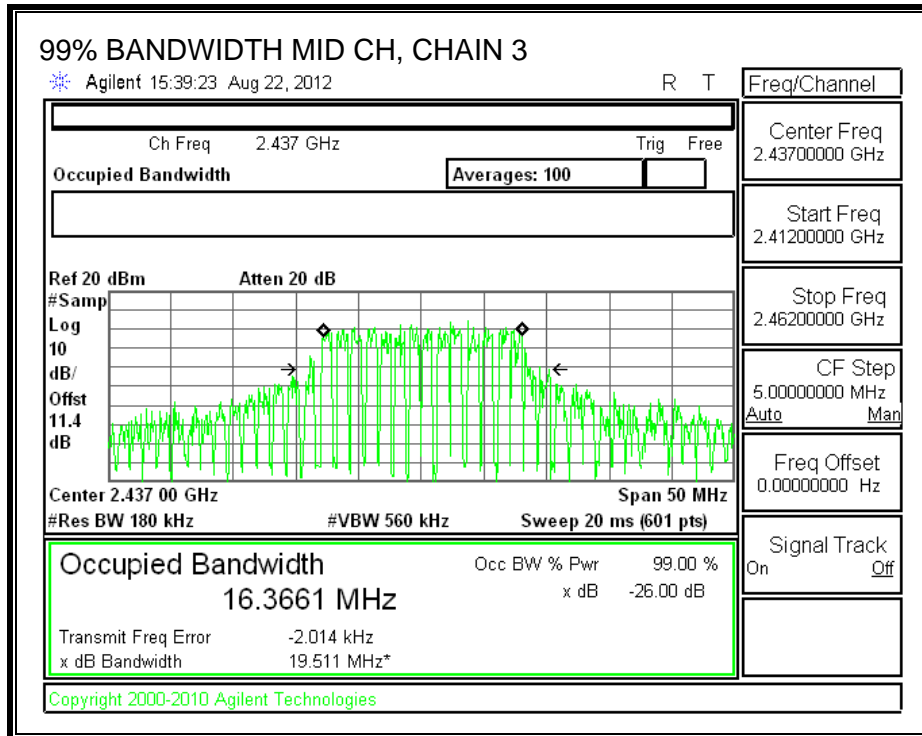 99% BANDWIDTH MID CH, CHAIN 3
Agilent 15:39:23 Aug 22, 2012 R T
Ch Freq 2.437 GHz Trig Free
Occupied Bandwidth Averages: 100
Ref 20 dBm Atten 20 dB
#Samp
Log
10
dB/
Offst
11.4
dB
Center 2.437 00 GHz Span 50 MHz
#Res BW 180 kHz #VBW 560 kHz Sweep 20 ms (601 pts)
Occupied Bandwidth Occ BW % Pwr 99.00 %
16.3661 MHz x dB -26.00 dB
Transmit Freq Error -2.014 kHz
x dB Bandwidth 19.511 MHz*
Copyright 2000-2010 Agilent Technologies
Freq/Channel
Center Freq
2.43700000 GHz
Start Freq
2.41200000 GHz
Stop Freq
2.46200000 GHz
CF Step
5.00000000 MHz
Auto Man
Freq Offset
0.00000000 Hz
Signal Track
On Off